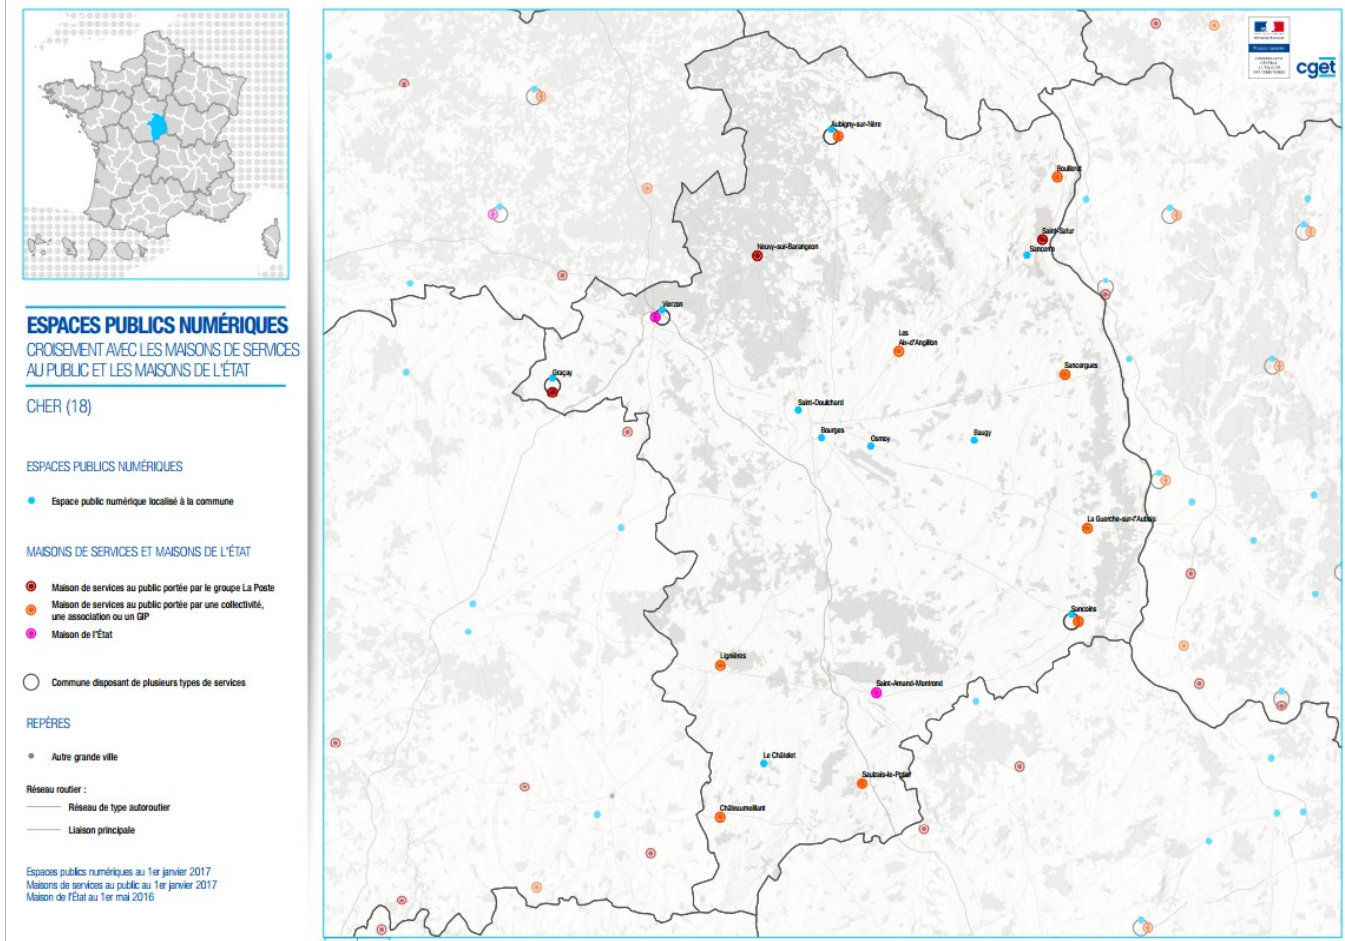 ESPACES PUBLICS NUMÉRIQUES
CROISEMENT AVEC LES MAISONS DE SERVICES
AU PUBLIC ET LES MAISONS DE L'ÉTAT
CHER (18)
ESPACES PUBLICS NUMÉRIQUES
Espace public numérique localisé à la commune
MAISONS DE SERVICES ET MAISONS DE L'ÉTAT
Maison de services au public portée par le groupe La Poste
Maison de services au public portée par une collectivité,
une association ou un GIP
Maison de l'État
Commune disposant de plusieurs types de services
REPÈRES
Autre grande ville
Réseau routier :
Réseau de type autoroutier
Liaison principale
Espaces publics numériques au 1er janvier 2017
Maisons de services au public au 1er janvier 2017
Maison de l'État au 1er mai 2016
cget
Aubigny-sur-Nère
Boulleret
Saint-Satur
Sancerre
Neuvy-sur-Barangeon
Vierzon
Les
Aix-d'Angillon
Sancergues
Graçay
Saint-Doulchard
Bourges
Osmoy
Baugy
La Guerche-sur-l'Aubois
Sancoins
Lignières
Saint-Amand-Montrond
Le Châtelet
Saulzais-le-Potier
Châteaumeillant